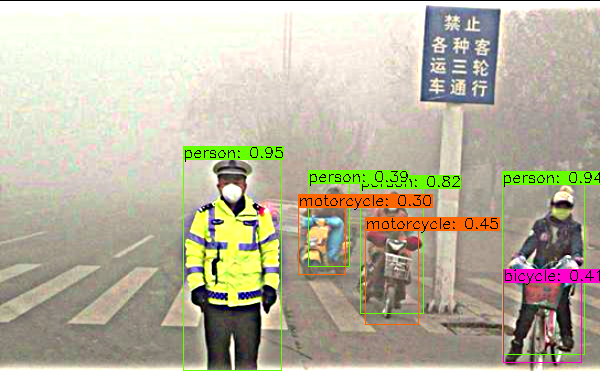 禁止
各种客
运三轮
车通行
person: 0.95
person: 0.39
person: 0.82
person: 0.94
motorcycle: 0.30
motorcycle: 0.45
bicycle: 0.41